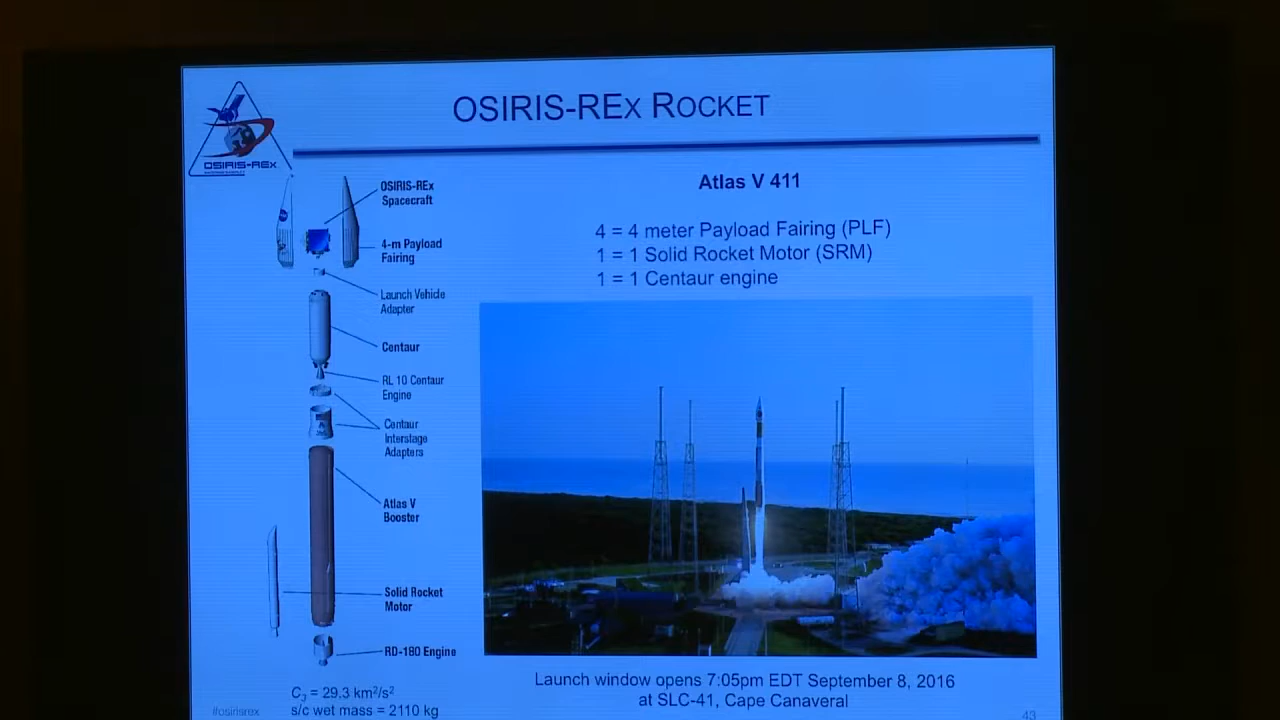 OSIRIS-REx ROCKET
OSIRIS-REx
Atlas V 411
4 = 4 meter Payload Fairing (PLF)
1 = 1 Solid Rocket Motor (SRM)
1 = 1 Centaur engine
OSIRIS-REx
Spacecraft
4-m Payload
Fairing
Launch Vehicle
Adapter
Centaur
RL 10 Centaur
Engine
Centaur
Interstage
Adapters
Atlas V
Booster
Solid Rocket
Motor
RD-180 Engine
C3 = 29.3 km²/s²
s/c wet mass = 2110 kg
Launch window opens 7:05pm EDT September 8, 2016
at SLC-41, Cape Canaveral
#osirisrex
43